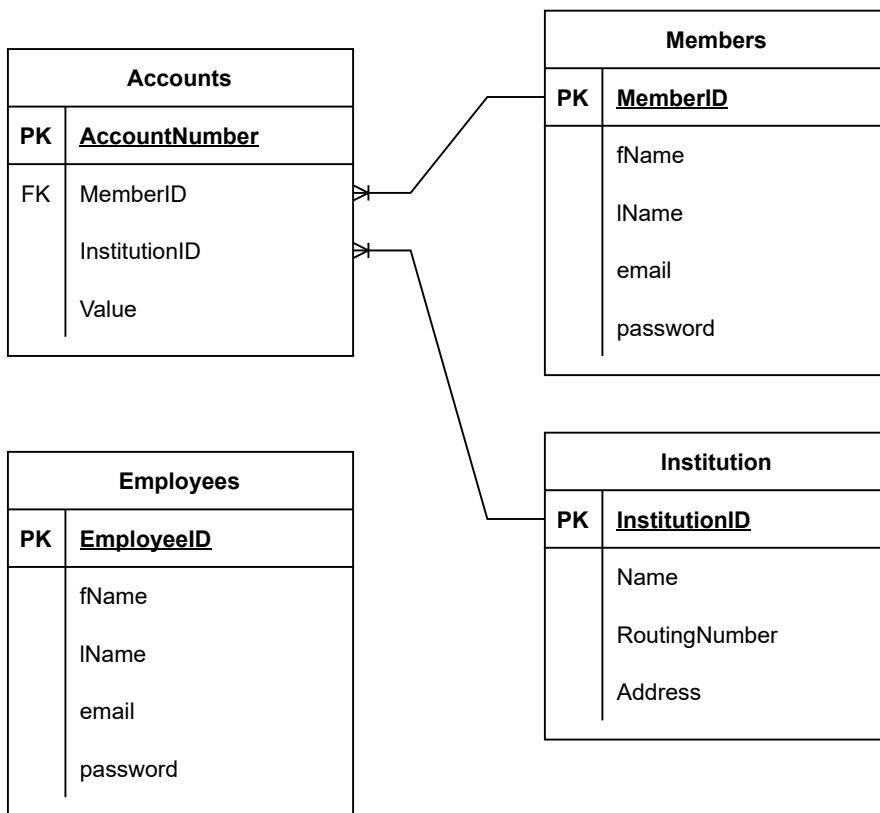 Accounts
PK AccountNumber
FK MemberID
InstitutionID
Value
Members
PK MemberID
fName
lName
email
password
Employees
PK EmployeeID
fName
lName
email
password
Institution
PK InstitutionID
Name
RoutingNumber
Address